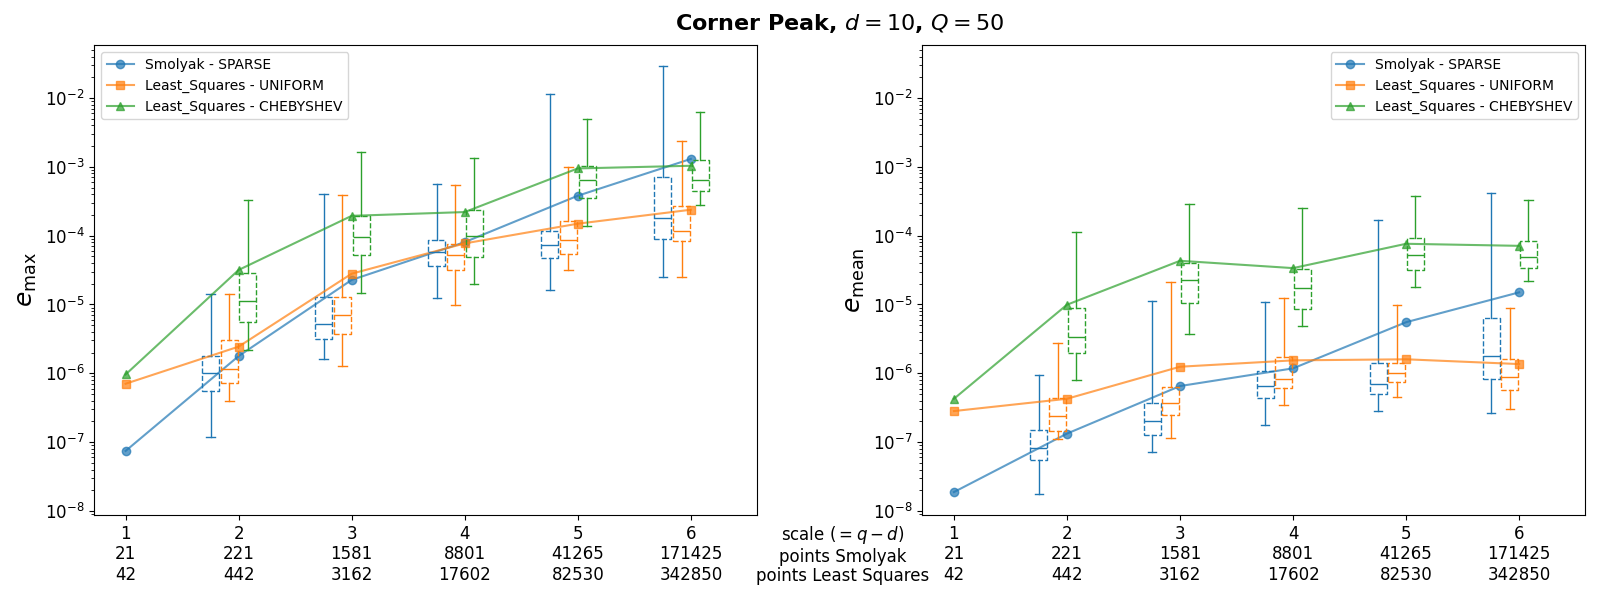 Corner Peak, d = 10, Q = 50
Smolyak - SPARSE
Least_Squares - UNIFORM
Least_Squares - CHEBYSHEV
e_max
10^-2
10^-3
10^-4
10^-5
10^-6
10^-7
10^-8
1 2 3 4 5 6
21 221 1581 8801 41265 171425
42 442 3162 17602 82530 342850
scale (= q − d)
points Smolyak
points Least Squares
Smolyak - SPARSE
Least_Squares - UNIFORM
Least_Squares - CHEBYSHEV
e_mean
10^-2
10^-3
10^-4
10^-5
10^-6
10^-7
10^-8
1 2 3 4 5 6
21 221 1581 8801 41265 171425
42 442 3162 17602 82530 342850